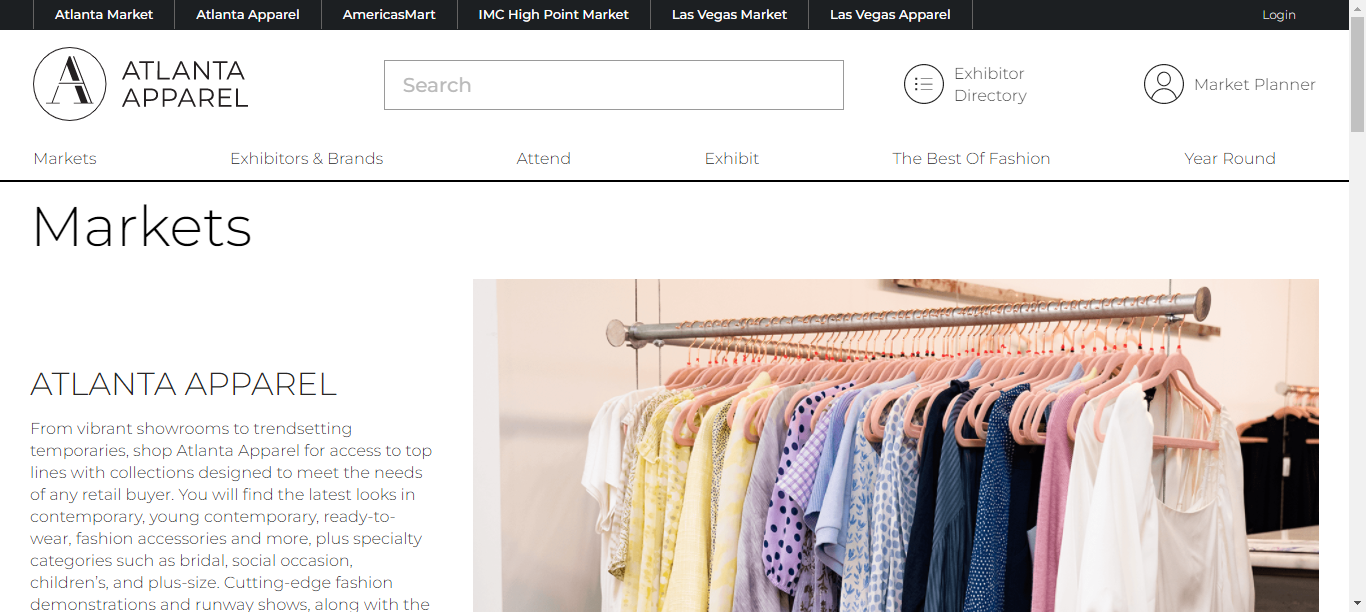 Atlanta Market
Atlanta Apparel
AmericasMart
IMC High Point Market
Las Vegas Market
Las Vegas Apparel
Login
A
ATLANTA
APPAREL
Search
Exhibitor
Directory
Market Planner
Markets
Exhibitors & Brands
Attend
Exhibit
The Best Of Fashion
Year Round
Markets
ATLANTA APPAREL
From vibrant showrooms to trendsetting
temporaries, shop Atlanta Apparel for access to top
lines with collections designed to meet the needs
of any retail buyer. You will find the latest looks in
contemporary, young contemporary, ready-to-
wear, fashion accessories and more, plus specialty
categories such as bridal, social occasion,
children's, and plus-size. Cutting-edge fashion
demonstrations and runway shows, along with the